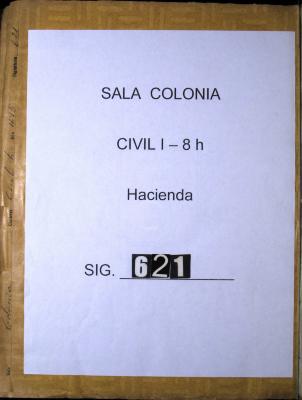 SALA COLONIA
CIVIL I – 8 h
Hacienda
SIG. 621